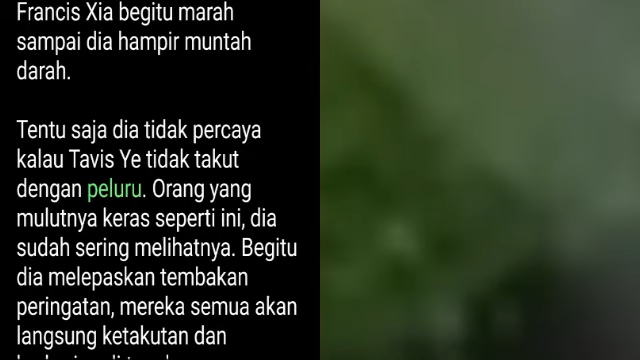 Francis Xia begitu marah
sampai dia hampir muntah
darah.
Tentu saja dia tidak percaya
kalau Tavis Ye tidak takut
dengan peluru. Orang yang
mulutnya keras seperti ini, dia
sudah sering melihatnya. Begitu
dia melepaskan tembakan
peringatan, mereka semua akan
langsung ketakutan dan